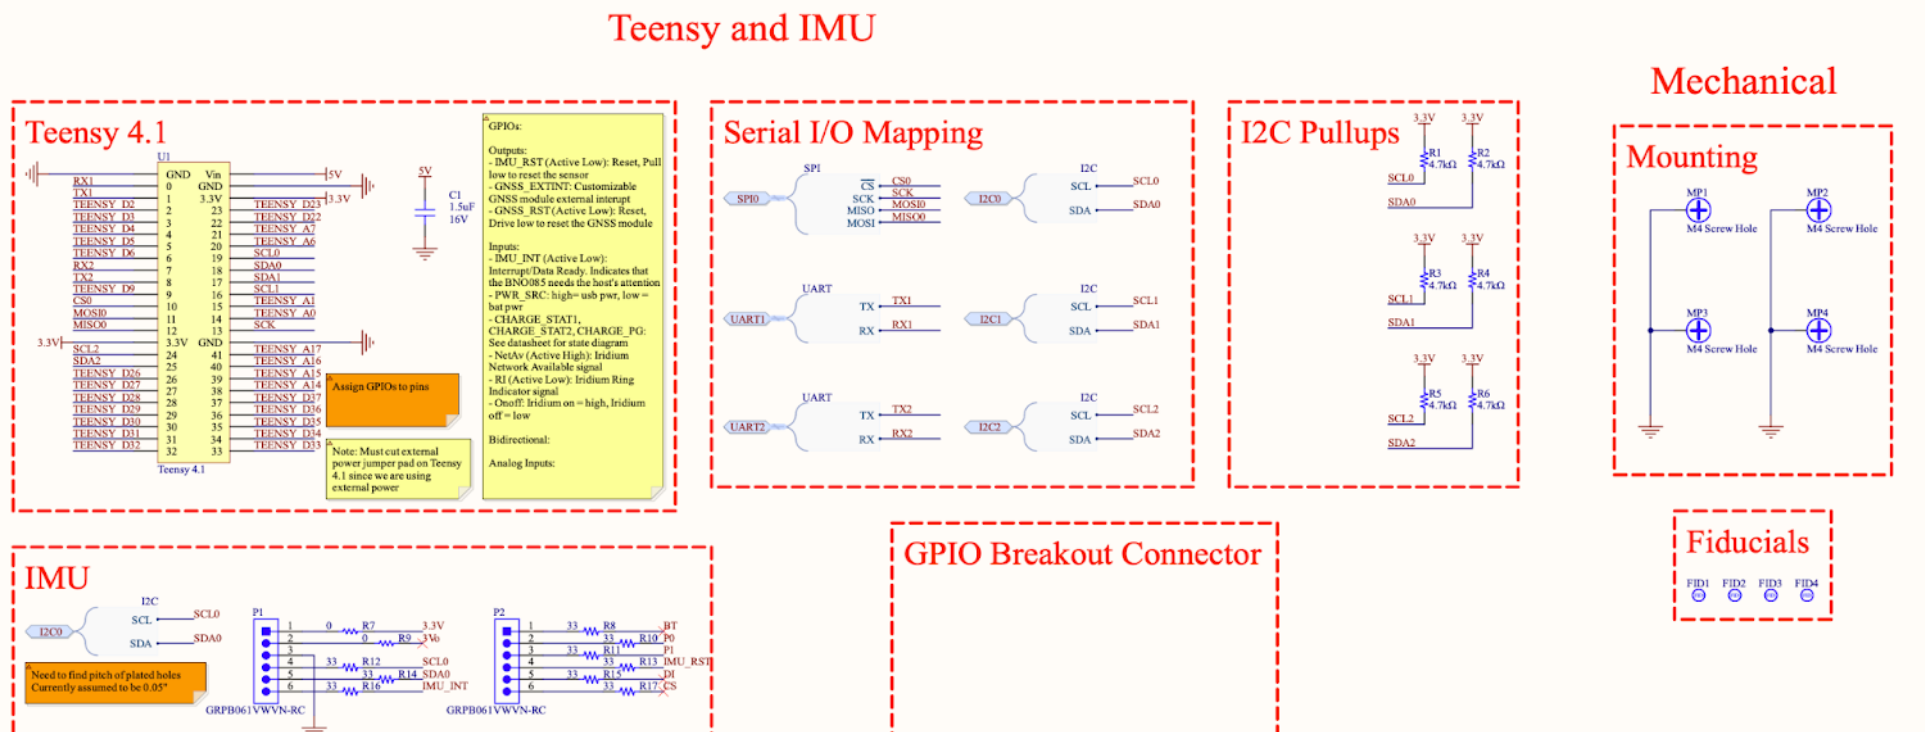 Teensy and IMU
Mechanical
Teensy 4.1
U1
GND Vin
0 GND
1 3.3V
2 23
3 22
4 21
5 20
6 19
7 18
8 17
9 16
10 15
11 14
12 13
3.3V GND
24 41
25 40
26 39
27 38
28 37
29 36
30 35
31 34
32 33
Teensy 4.1
RX1
TX1
TEENSY_D2
TEENSY_D3
TEENSY_D4
TEENSY_D5
TEENSY_D6
RX2
TX2
TEENSY_D9
CS0
MOSI0
MISO0
3.3V
SCL2
SDA2
TEENSY_D26
TEENSY_D27
TEENSY_D28
TEENSY_D29
TEENSY_D30
TEENSY_D31
TEENSY_D32
5V
3.3V
TEENSY_D23
TEENSY_D22
TEENSY_A7
TEENSY_A6
SCL0
SDA0
SDA1
SCL1
TEENSY_A1
TEENSY_A0
SCK
TEENSY_A17
TEENSY_A16
TEENSY_A15
TEENSY_A14
TEENSY_D37
TEENSY_D36
TEENSY_D35
TEENSY_D34
TEENSY_D33
5V
C1
1.5uF
16V
Assign GPIOs to pins
Note: Must cut external
power jumper pad on Teensy
4.1 since we are using
external power
GPIOs:
Outputs:
- IMU_RST (Active Low): Reset, Pull
low to reset the sensor
- GNSS_EXTINT: Customizable
GNSS module external interupt
- GNSS_RST (Active Low): Reset,
Drive low to reset the GNSS module
Inputs:
- IMU_INT (Active Low):
Interrupt/Data Ready. Indicates that
the BNO085 needs the host's attention
- PWR_SRC: high= usb pwr, low =
bat pwr
- CHARGE_STAT1,
CHARGE_STAT2, CHARGE_PG:
See datasheet for state diagram
- NetAv (Active High): Iridium
Network Available signal
- RI (Active Low): Iridium Ring
Indicator signal
- Onoff: Iridium on = high, Iridium
off = low
Bidirectional:
Analog Inputs:
Serial I/O Mapping
SPI
SPI0
CS CS0
SCK SCK
MISO MOSI0
MOSI MISO0
I2C
I2C0
SCL SCL0
SDA SDA0
UART
UART1
TX TX1
RX RX1
I2C
I2C1
SCL SCL1
SDA SDA1
UART
UART2
TX TX2
RX RX2
I2C
I2C2
SCL SCL2
SDA SDA2
I2C Pullups
3.3V 3.3V
R1 R2
4.7kΩ 4.7kΩ
SCL0
SDA0
3.3V 3.3V
R3 R4
4.7kΩ 4.7kΩ
SCL1
SDA1
3.3V 3.3V
R5 R6
4.7kΩ 4.7kΩ
SCL2
SDA2
Mounting
MP1 MP2
M4 Screw Hole M4 Screw Hole
MP3 MP4
M4 Screw Hole M4 Screw Hole
Fiducials
FID1 FID2 FID3 FID4
IMU
I2C
I2C0
SCL SCL0
SDA SDA0
Need to find pitch of plated holes
Currently assumed to be 0.05"
P1
1 0 R7 3.3V
2 0 R9 3Vo
3
4 33 R12 SCL0
5 33 R14 SDA0
6 33 R16 IMU_INT
GRPB061VWVN-RC
P2
1 33 R8 BT
2 33 R10 P0
3 33 R11 P1
4 33 R13 IMU_RST
5 33 R15 DI
6 33 R17 CS
GRPB061VWVN-RC
GPIO Breakout Connector